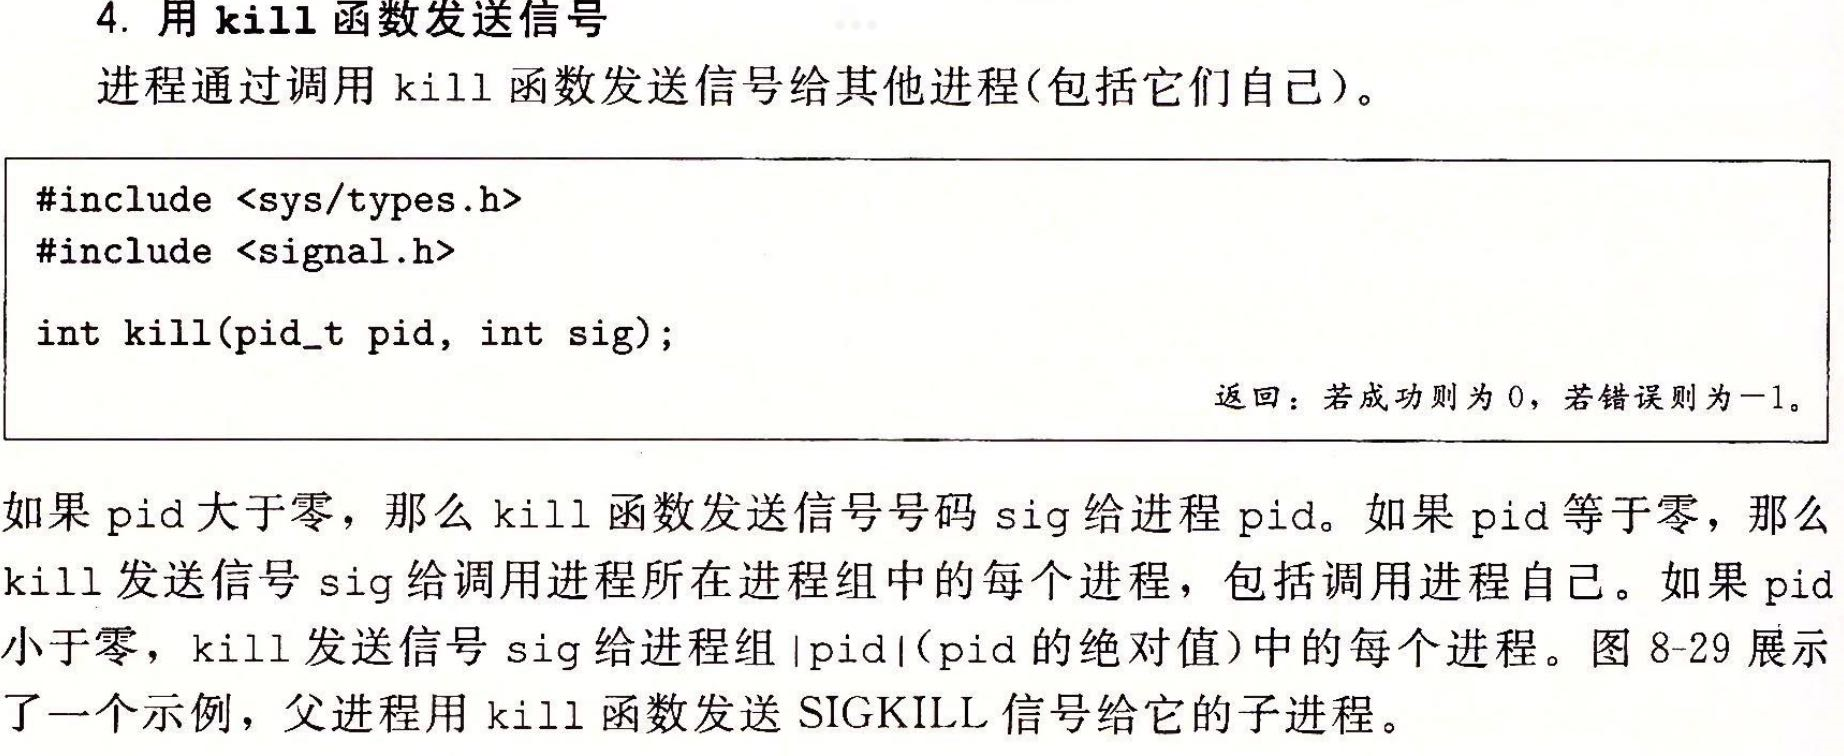 4. 用 kill 函数发送信号
进程通过调用 kill 函数发送信号给其他进程(包括它们自己)。
#include <sys/types.h>
#include <signal.h>
int kill(pid_t pid, int sig);
返回：若成功则为 0，若错误则为－1。
如果 pid 大于零，那么 kill 函数发送信号号码 sig 给进程 pid。如果 pid 等于零，那么
kill 发送信号 sig 给调用进程所在进程组中的每个进程，包括调用进程自己。如果 pid
小于零，kill 发送信号 sig 给进程组|pid|(pid 的绝对值)中的每个进程。图 8-29 展示
了一个示例，父进程用 kill 函数发送 SIGKILL 信号给它的子进程。